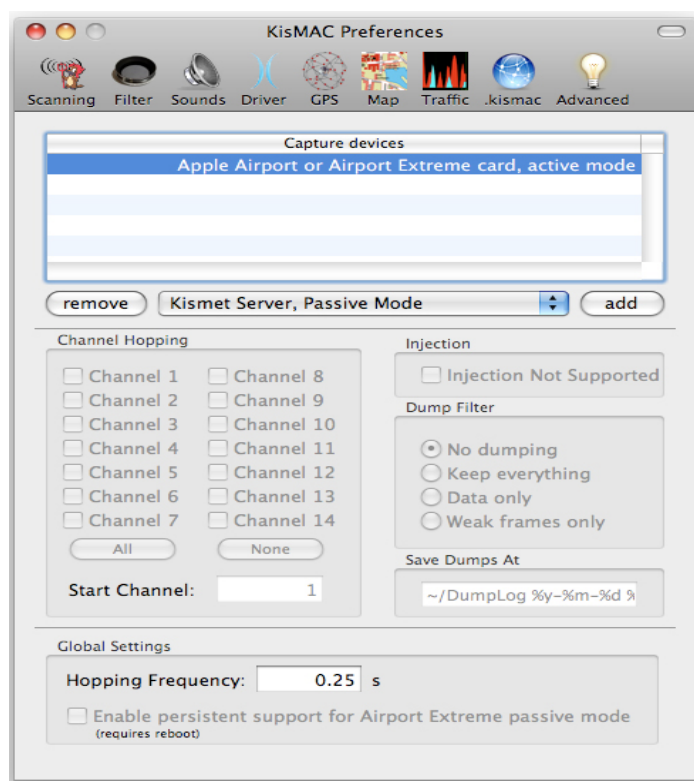 KisMAC Preferences
Scanning Filter Sounds Driver GPS Map Traffic .kismac Advanced
Capture devices
Apple Airport or Airport Extreme card, active mode
remove Kismet Server, Passive Mode add
Channel Hopping
Channel 1 Channel 8
Channel 2 Channel 9
Channel 3 Channel 10
Channel 4 Channel 11
Channel 5 Channel 12
Channel 6 Channel 13
Channel 7 Channel 14
All None
Start Channel: 1
Injection
Injection Not Supported
Dump Filter
No dumping
Keep everything
Data only
Weak frames only
Save Dumps At
~/DumpLog %y-%m-%d %
Global Settings
Hopping Frequency: 0.25 s
Enable persistent support for Airport Extreme passive mode
(requires reboot)